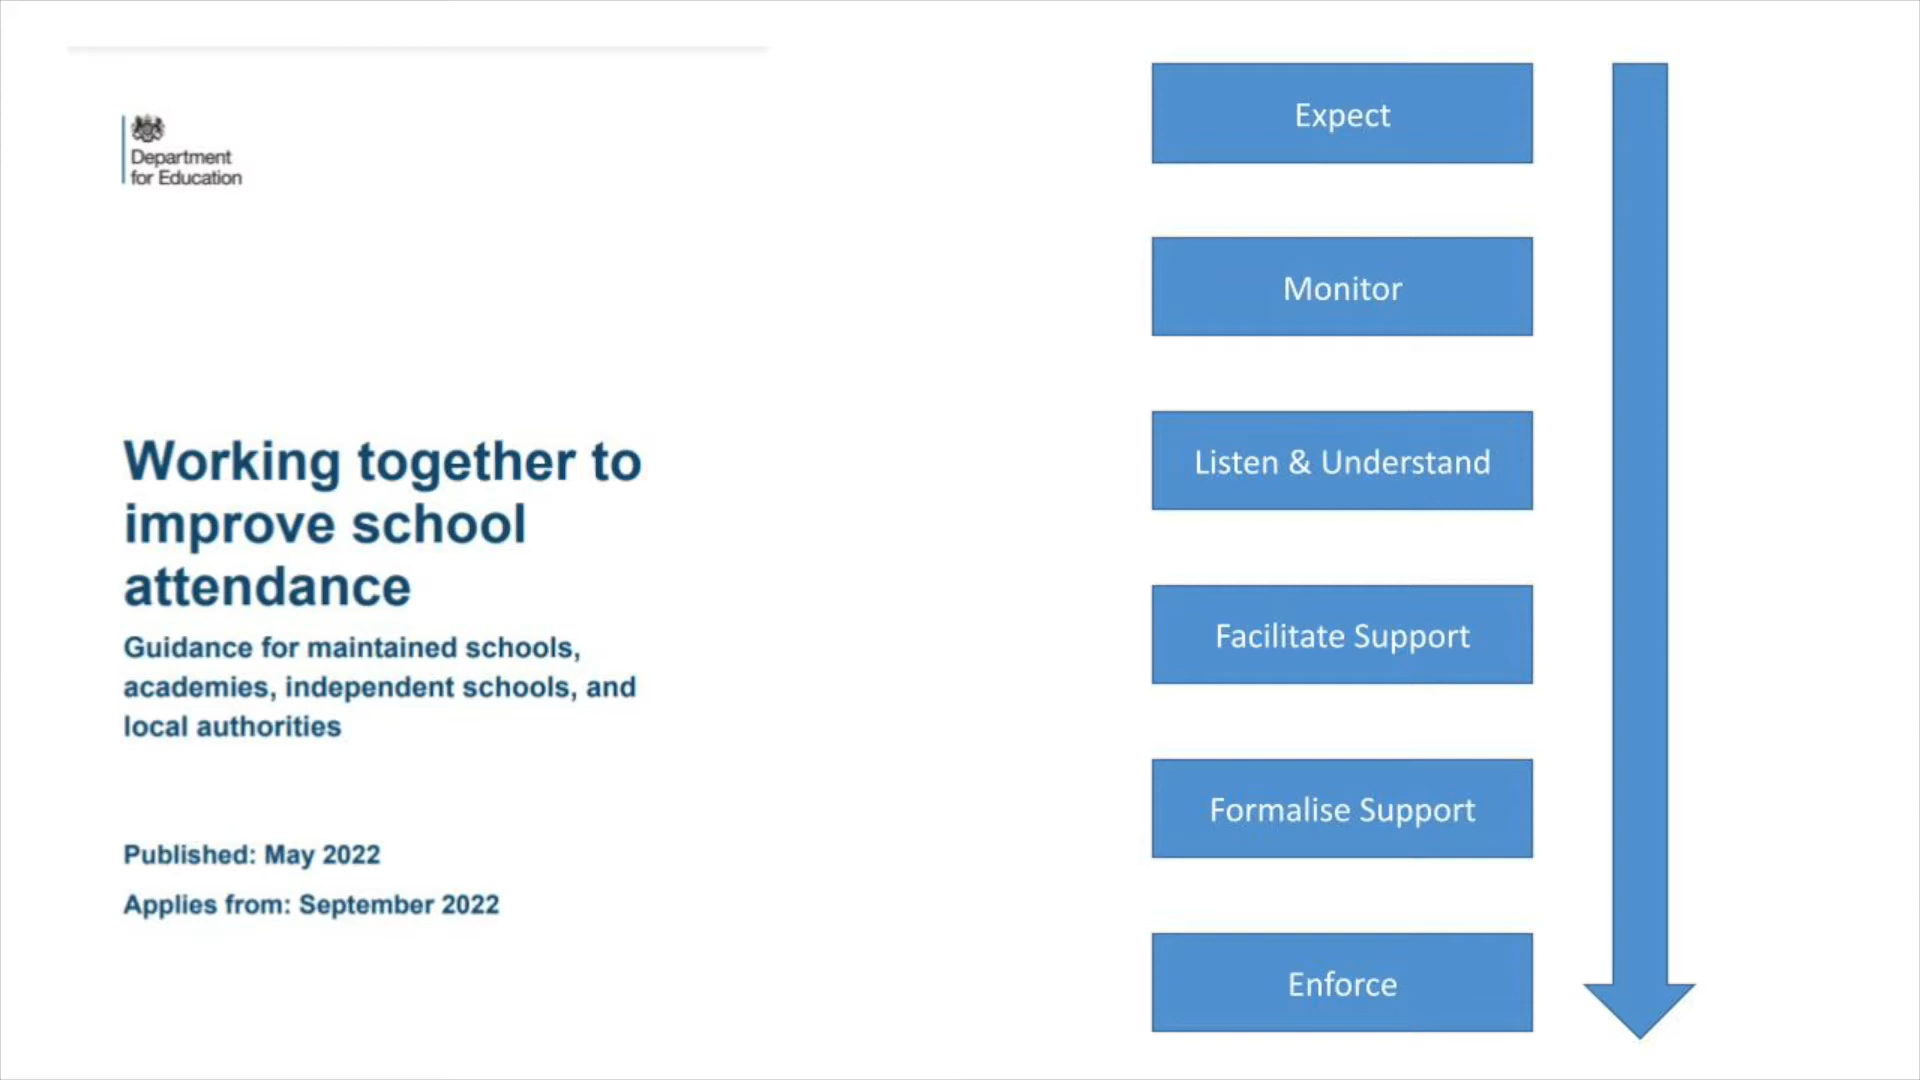 Department
for Education
Working together to
improve school
attendance
Guidance for maintained schools,
academies, independent schools, and
local authorities
Published: May 2022
Applies from: September 2022
Expect
Monitor
Listen & Understand
Facilitate Support
Formalise Support
Enforce